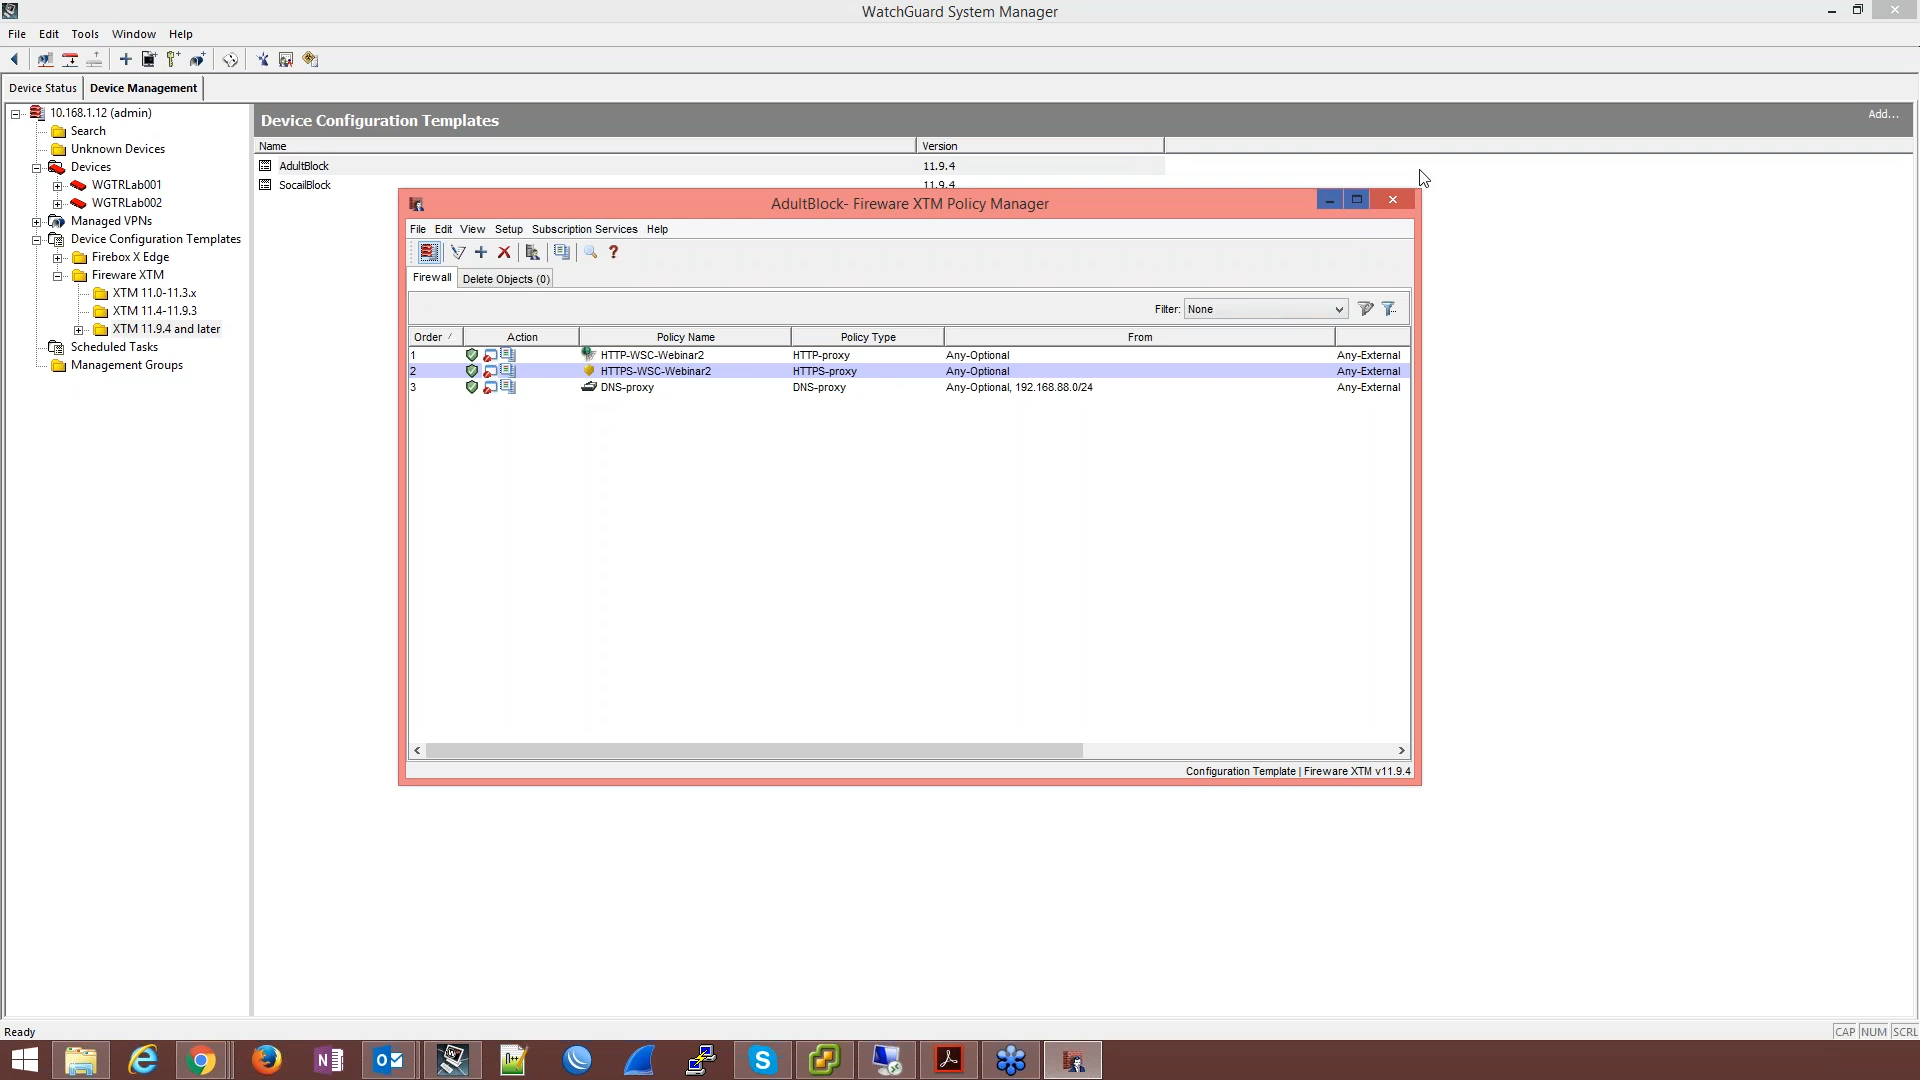 WatchGuard System Manager
File Edit Tools Window Help
Device Status Device Management
10.168.1.12 (admin)
Search
Unknown Devices
Devices
WGTRLab001
WGTRLab002
Managed VPNs
Device Configuration Templates
Firebox X Edge
Fireware XTM
XTM 11.0-11.3.x
XTM 11.4-11.9.3
XTM 11.9.4 and later
Scheduled Tasks
Management Groups
Device Configuration Templates Add...
Name Version
AdultBlock 11.9.4
SocailBlock 11.9.4
AdultBlock- Fireware XTM Policy Manager
File Edit View Setup Subscription Services Help
Firewall Delete Objects (0)
Filter: None
Order Action Policy Name Policy Type From
1 HTTP-WSC-Webinar2 HTTP-proxy Any-Optional Any-External
2 HTTPS-WSC-Webinar2 HTTPS-proxy Any-Optional Any-External
3 DNS-proxy DNS-proxy Any-Optional, 192.168.88.0/24 Any-External
Configuration Template | Fireware XTM v11.9.4
Ready CAP NUM SCRL